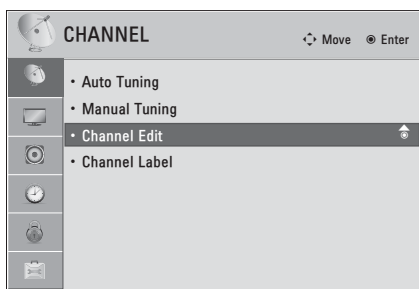 CHANNEL
Move
Enter
• Auto Tuning
• Manual Tuning
• Channel Edit
• Channel Label